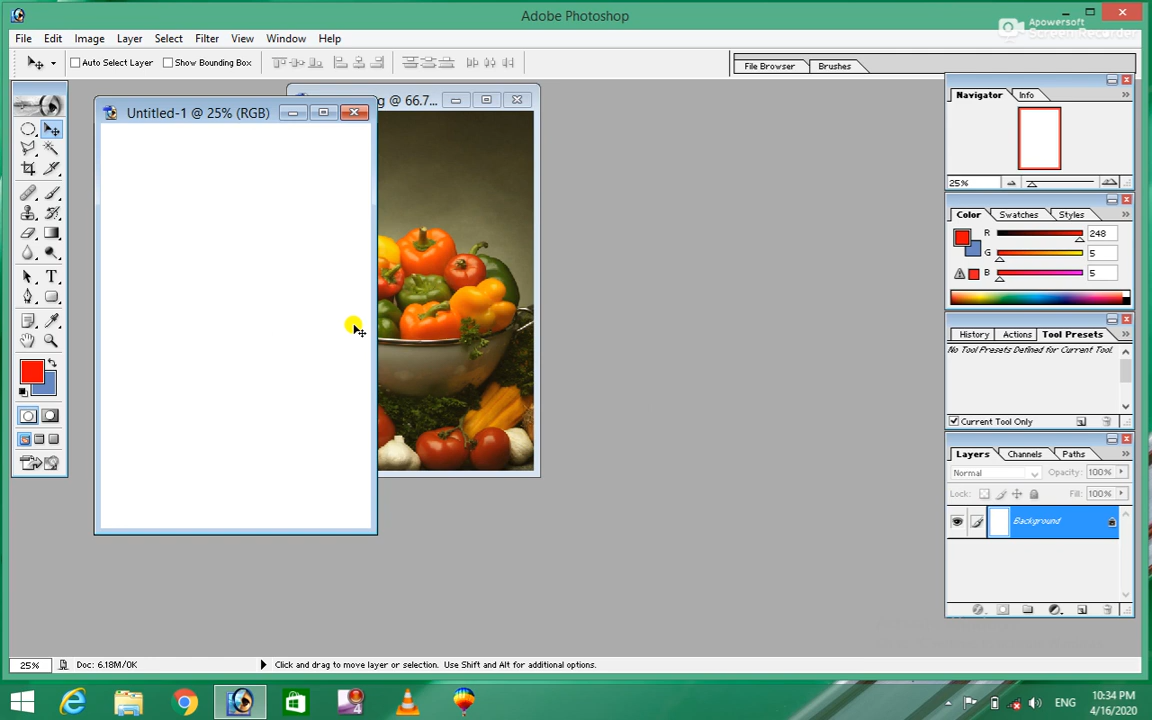 Adobe Photoshop
Apowersoft
Screen Recorder
File Edit Image Layer Select Filter View Window Help
Auto Select Layer Show Bounding Box
File Browser Brushes
Untitled-1 @ 25% (RGB)
g @ 66.7...
Navigator Info
25%
Color Swatches Styles
R 248
G 5
B 5
History Actions Tool Presets
No Tool Presets Defined for Current Tool.
Current Tool Only
Layers Channels Paths
Normal Opacity: 100%
Lock: Fill: 100%
Background
25% Doc: 6.18M/0K Click and drag to move layer or selection. Use Shift and Alt for additional options.
4
ENG
10:34 PM
4/16/2020